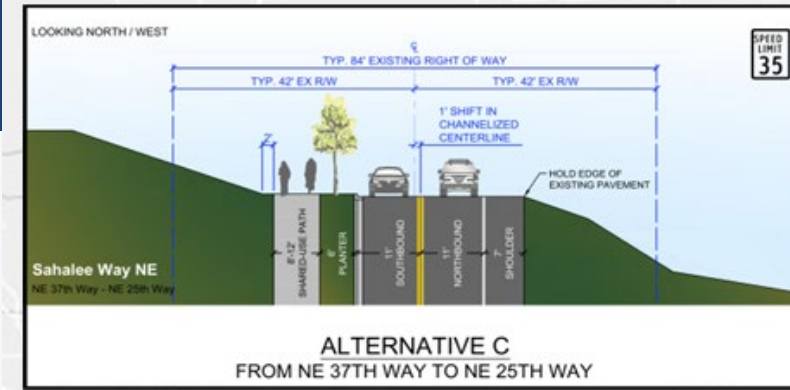 LOOKING NORTH / WEST
SPEED
LIMIT
35
℄
TYP. 84' EXISTING RIGHT OF WAY
TYP. 42' EX R/W
TYP. 42' EX R/W
1' SHIFT IN
CHANNELIZED
CENTERLINE
2'
HOLD EDGE OF
EXISTING PAVEMENT
8'-12'
SHARED-USE PATH
6'
PLANTER
11'
SOUTHBOUND
11'
NORTHBOUND
7'
SHOULDER
Sahalee Way NE
NE 37th Way - NE 25th Way
ALTERNATIVE C
FROM NE 37TH WAY TO NE 25TH WAY